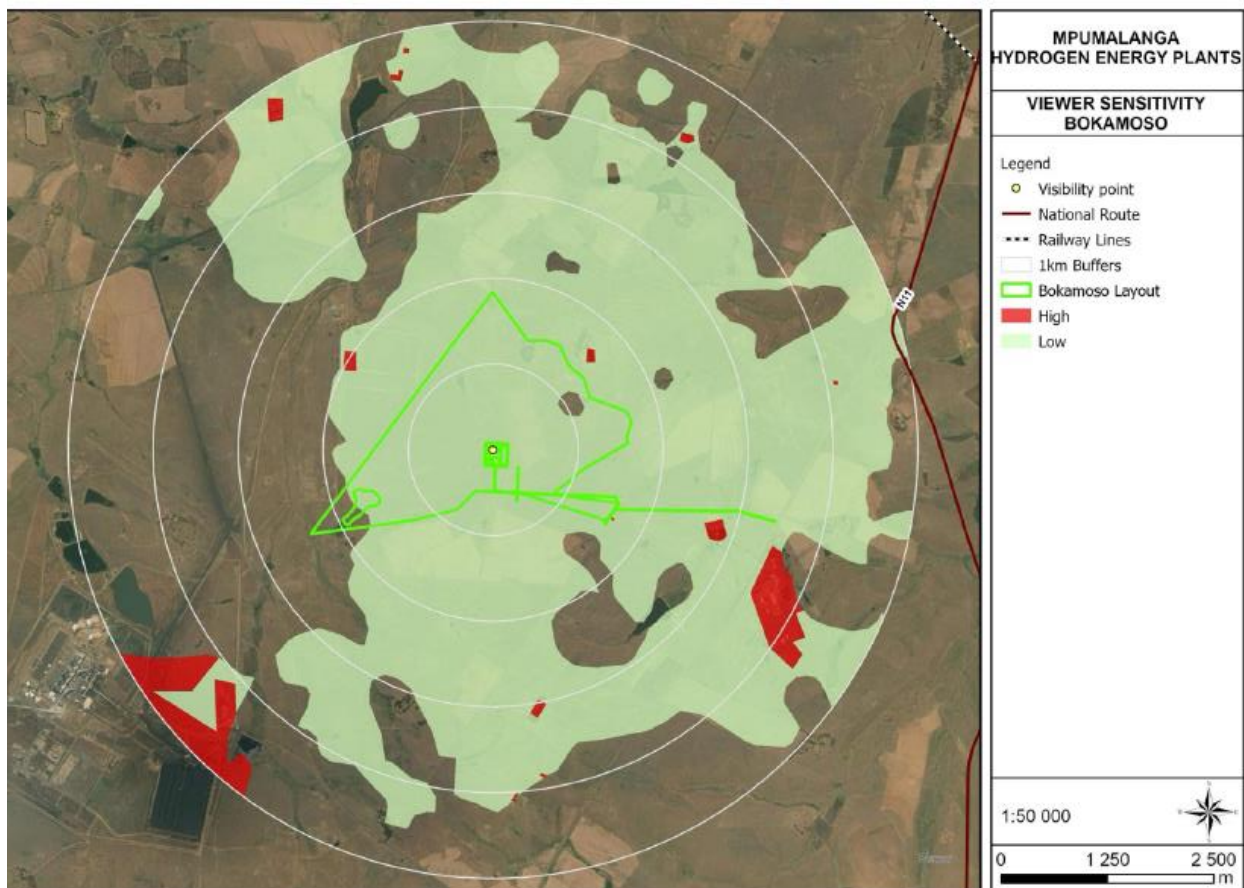 MPUMALANGA
HYDROGEN ENERGY PLANTS
VIEWER SENSITIVITY
BOKAMOSO
Legend
Visibility point
National Route
Railway Lines
1km Buffers
Bokamoso Layout
High
Low
N11
1:50 000
0 1 250 2 500
m